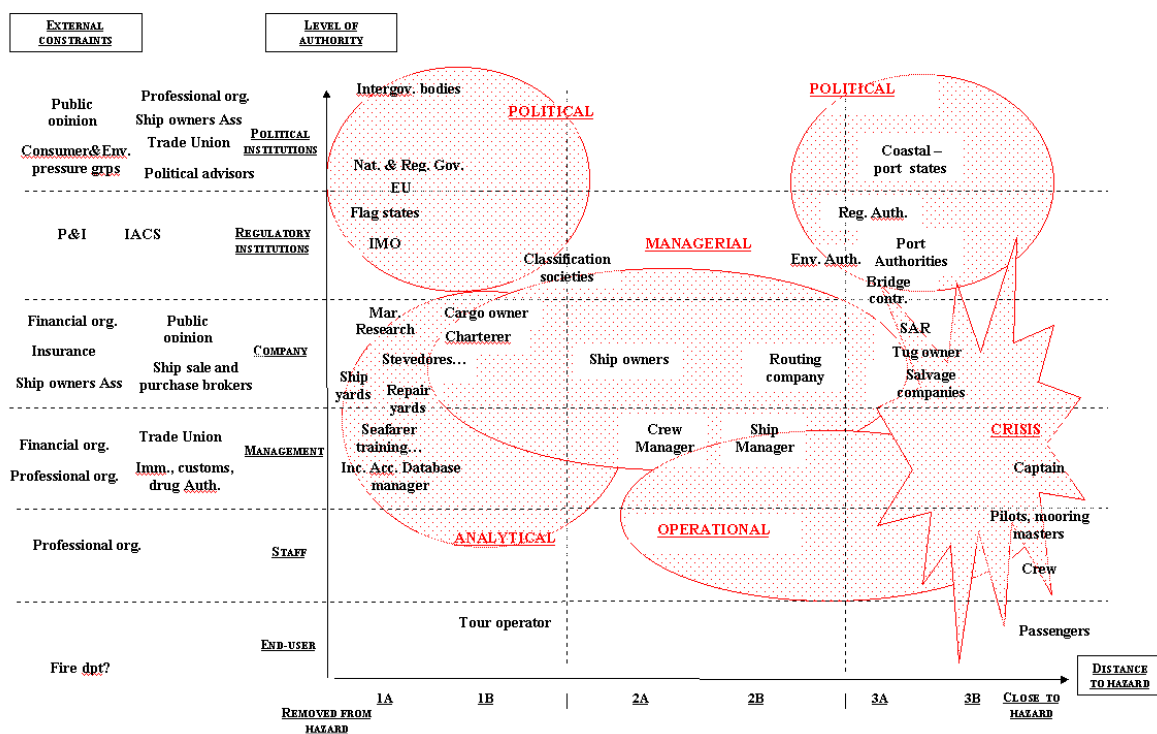 EXTERNAL
CONSTRAINTS
LEVEL OF
AUTHORITY
Public
opinion
Professional org.
Ship owners Ass
Trade Union
Consumer&Env.
pressure grps
Political advisors
POLITICAL
INSTITUTIONS
Intergov. bodies
POLITICAL
Nat. & Reg. Gov.
EU
POLITICAL
Coastal –
port states
P&I
IACS
REGULATORY
INSTITUTIONS
Flag states
IMO
Classification
societies
MANAGERIAL
Reg. Auth.
Env. Auth.
Port
Authorities
Bridge
contr.
Financial org.
Public
opinion
Insurance
Ship owners Ass
Ship sale and
purchase brokers
COMPANY
Mar.
Research
Cargo owner
Charterer
Stevedores…
Ship
yards
Repair
yards
Ship owners
Routing
company
SAR
Tug owner
Salvage
companies
Financial org.
Trade Union
Professional org.
Imm., customs,
drug Auth.
MANAGEMENT
Seafarer
training…
Inc. Acc. Database
manager
Crew
Manager
Ship
Manager
CRISIS
Captain
Professional org.
STAFF
ANALYTICAL
OPERATIONAL
Pilots, mooring
masters
Crew
Fire dpt?
END-USER
Tour operator
Passengers
DISTANCE
TO HAZARD
1A
1B
2A
2B
3A
3B
REMOVED FROM
HAZARD
CLOSE TO
HAZARD